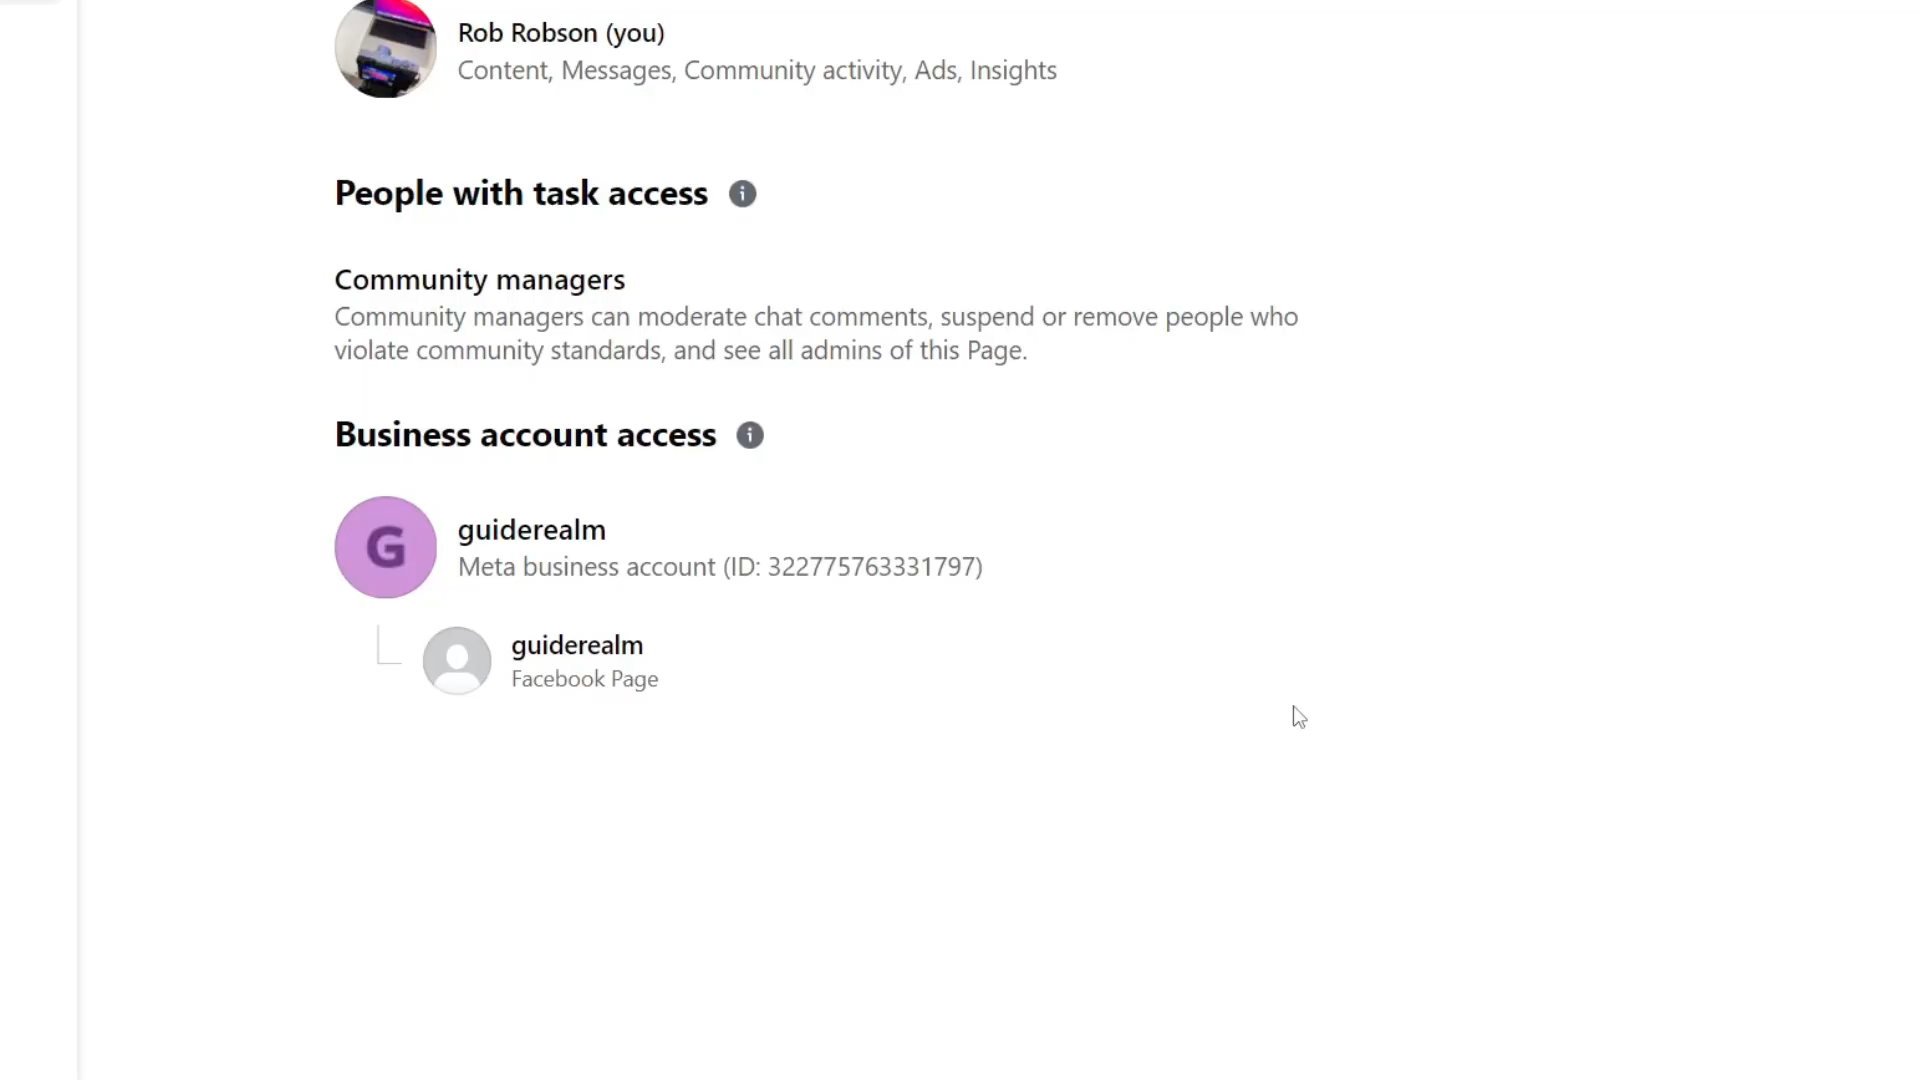 Rob Robson (you)
Content, Messages, Community activity, Ads, Insights
People with task access
Community managers
Community managers can moderate chat comments, suspend or remove people who
violate community standards, and see all admins of this Page.
Business account access
G
guiderealm
Meta business account (ID: 322775763331797)
guiderealm
Facebook Page